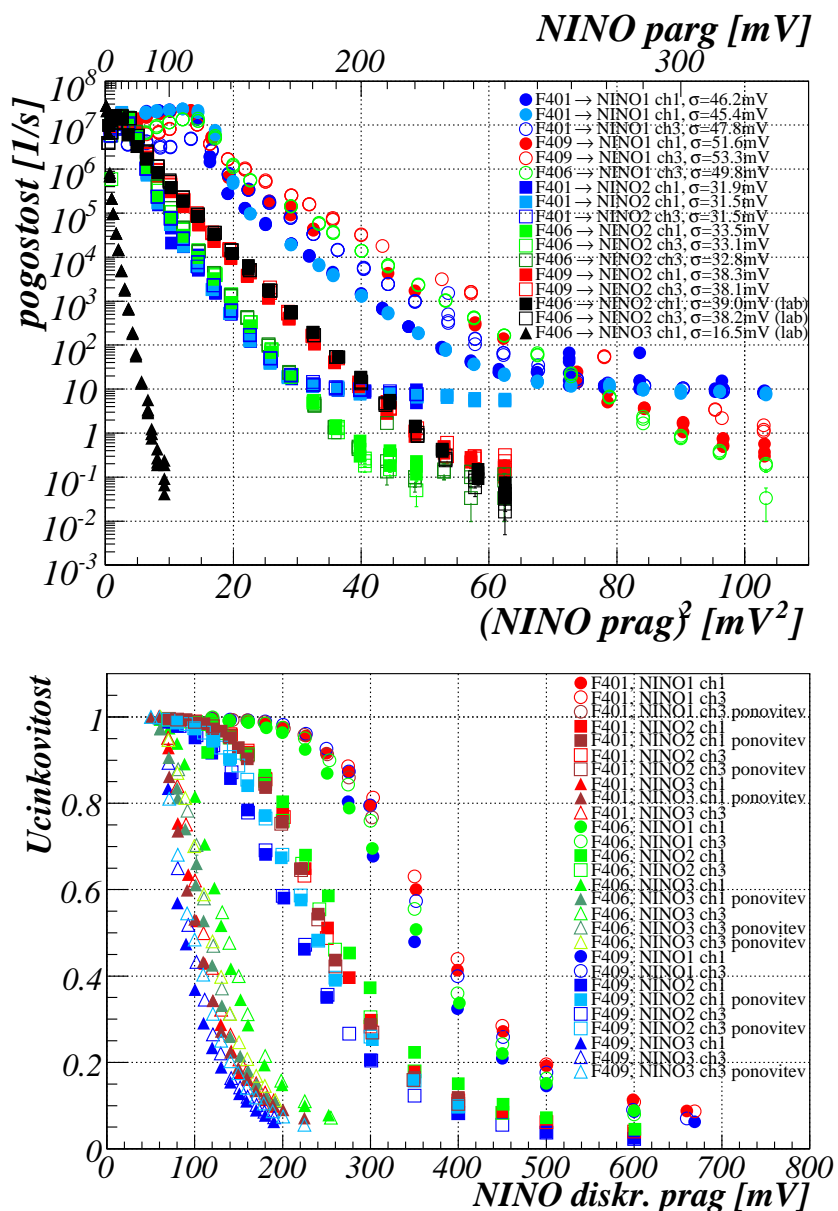 NINO parg [mV]
0 100 200 300
pogostost [1/s]
10^8
10^7
10^6
10^5
10^4
10^3
10^2
10
1
10^-1
10^-2
10^-3
F401 → NINO1 ch1, σ=46.2mV
F401 → NINO1 ch1, σ=45.4mV
F401 → NINO1 ch3, σ=47.8mV
F409 → NINO1 ch1, σ=51.6mV
F409 → NINO1 ch3, σ=53.3mV
F406 → NINO1 ch3, σ=49.8mV
F401 → NINO2 ch1, σ=31.9mV
F401 → NINO2 ch1, σ=31.5mV
F401 → NINO2 ch3, σ=31.5mV
F406 → NINO2 ch1, σ=33.5mV
F406 → NINO2 ch3, σ=33.1mV
F406 → NINO2 ch3, σ=32.8mV
F409 → NINO2 ch1, σ=38.3mV
F409 → NINO2 ch3, σ=38.1mV
F406 → NINO2 ch1, σ=39.0mV (lab)
F406 → NINO2 ch3, σ=38.2mV (lab)
F406 → NINO3 ch1, σ=16.5mV (lab)
0 20 40 60 80 100
(NINO prag)^2 [mV^2]
Ucinkovitost
1
0.8
0.6
0.4
0.2
0
F401, NINO1 ch1
F401, NINO1 ch3
F401, NINO1 ch3 ponovitev
F401, NINO2 ch1
F401, NINO2 ch1 ponovitev
F401, NINO2 ch3
F401, NINO2 ch3 ponovitev
F401, NINO3 ch1
F401, NINO3 ch1 ponovitev
F401, NINO3 ch3
F406, NINO1 ch1
F406, NINO1 ch3
F406, NINO2 ch1
F406, NINO2 ch3
F406, NINO3 ch1
F406, NINO3 ch1 ponovitev
F406, NINO3 ch3
F406, NINO3 ch3 ponovitev
F406, NINO3 ch3 ponovitev
F409, NINO1 ch1
F409, NINO1 ch3
F409, NINO2 ch1
F409, NINO2 ch1 ponovitev
F409, NINO2 ch3
F409, NINO2 ch3 ponovitev
F409, NINO3 ch1
F409, NINO3 ch3
F409, NINO3 ch3 ponovitev
0 100 200 300 400 500 600 700 800
NINO diskr. prag [mV]